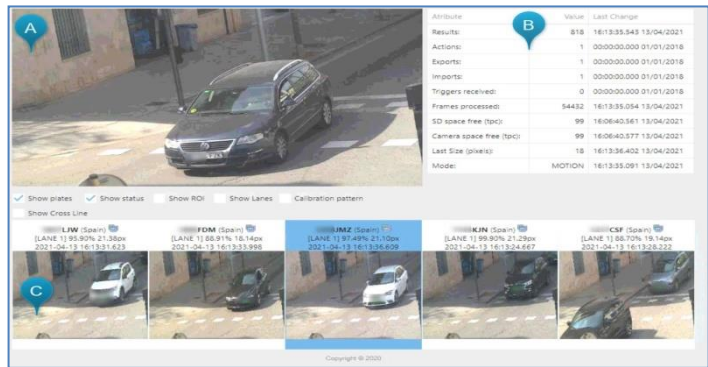 A
Attribute Value Last Change
B
Results: 818 16:13:35.543 13/04/2021
Actions: 1 00:00:00.000 01/01/2018
Exports: 1 00:00:00.000 01/01/2018
Imports: 1 00:00:00.000 01/01/2018
Triggers received: 0 00:00:00.000 01/01/2018
Frames processed: 54432 16:13:35.054 13/04/2021
SD space free (tpc): 99 16:06:40.561 13/04/2021
Camera space free (tpc): 99 16:06:40.577 13/04/2021
Last Size (pixels): 18 16:13:36.402 13/04/2021
Mode: MOTION 16:13:35.091 13/04/2021
Show plates Show status Show ROI Show Lanes Calibration pattern
Show Cross Line
LJW (Spain) FDM (Spain) JMZ (Spain) KJN (Spain) CSF (Spain)
[LANE 1] 95.90% 21.38px [LANE 1] 88.91% 18.14px [LANE 1] 97.49% 21.10px [LANE 1] 99.90% 21.29px [LANE 1] 88.70% 19.14px
2021-04-13 16:13:31.623 2021-04-13 16:13:33.998 2021-04-13 16:13:36.609 2021-04-13 16:13:24.667 2021-04-13 16:13:28.222
C
Copyright © 2020